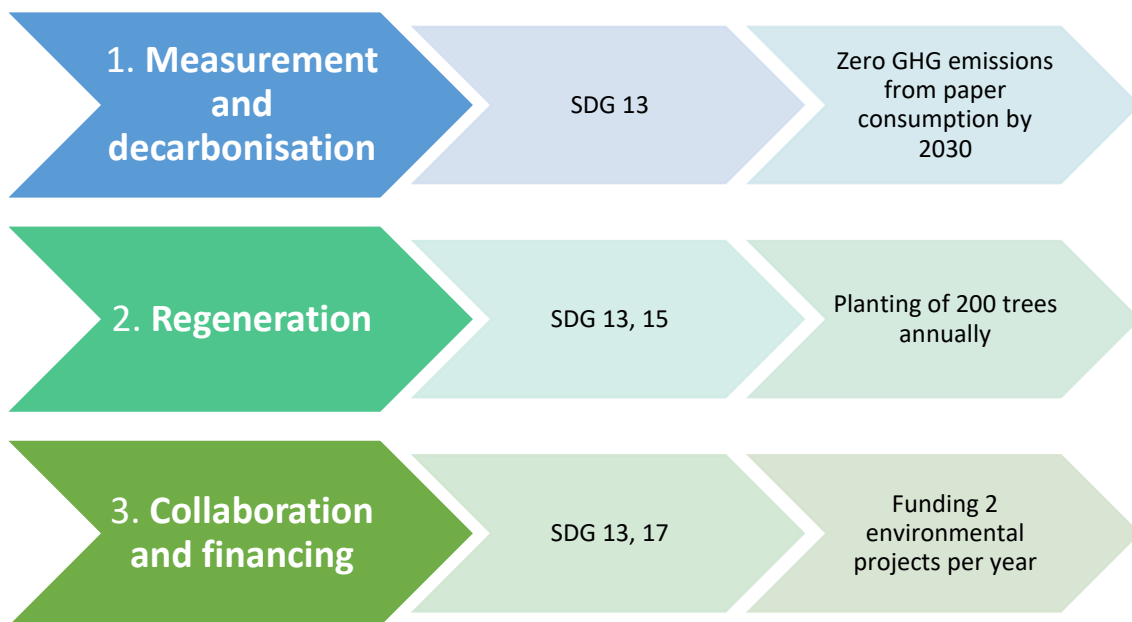 1. Measurement
and
decarbonisation
SDG 13
Zero GHG emissions
from paper
consumption by
2030
2. Regeneration
SDG 13, 15
Planting of 200 trees
annually
3. Collaboration
and financing
SDG 13, 17
Funding 2
environmental
projects per year